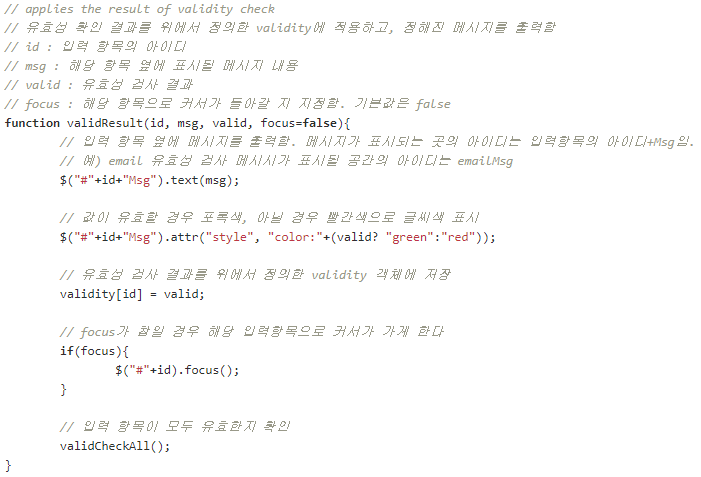 // applies the result of validity check
// 유효성 확인 결과를 위에서 정의한 validity에 적용하고, 정해진 메시지를 출력함
// id : 입력 항목의 아이디
// msg : 해당 항목 옆에 표시될 메시지 내용
// valid : 유효성 검사 결과
// focus : 해당 항목으로 커서가 돌아갈 지 지정함. 기본값은 false
function validResult(id, msg, valid, focus=false){
// 입력 항목 옆에 메시지를 출력함. 메시지가 표시되는 곳의 아이디는 입력항목의 아이디+Msg임.
// 예) email 유효성 검사 메시시가 표시될 공간의 아이디는 emailMsg
$("#"+id+"Msg").text(msg);
// 값이 유효할 경우 초록색, 아닐 경우 빨간색으로 글씨색 표시
$("#"+id+"Msg").attr("style", "color:"+(valid? "green":"red"));
// 유효성 검사 결과를 위에서 정의한 validity 객체에 저장
validity[id] = valid;
// focus가 참일 경우 해당 입력항목으로 커서가 가게 한다
if(focus){
$("#"+id).focus();
}
// 입력 항목이 모두 유효한지 확인
validCheckAll();
}